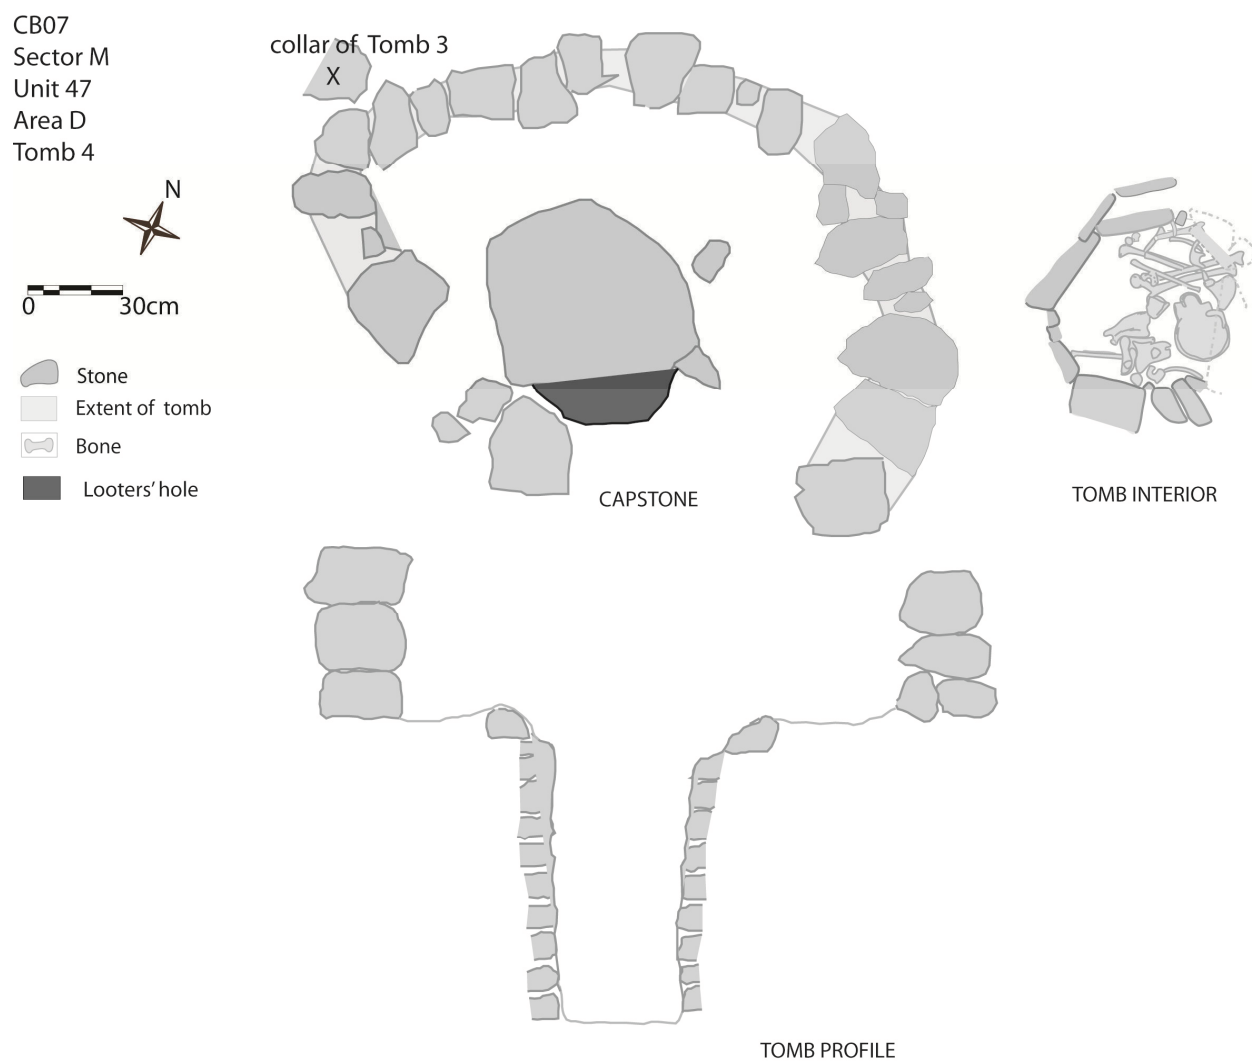 CB07
Sector M
Unit 47
Area D
Tomb 4
collar of Tomb 3
X
N
0 30cm
Stone
Extent of tomb
Bone
Looters' hole
CAPSTONE
TOMB INTERIOR
TOMB PROFILE